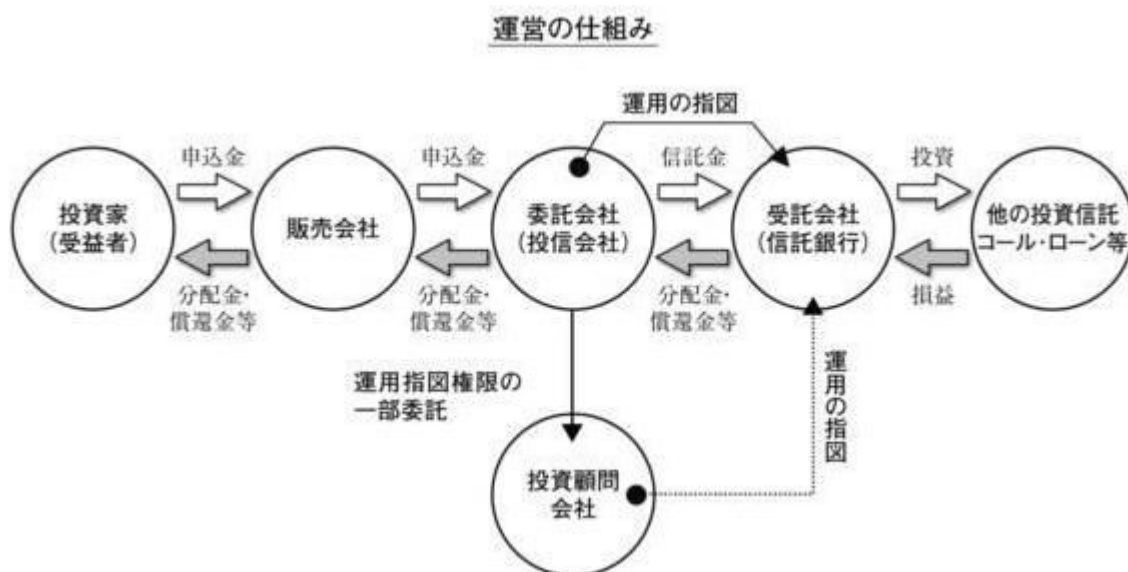 運営の仕組み
運用の指図
申込金
申込金
信託金
投資
投資家
(受益者)
販売会社
委託会社
(投信会社)
受託会社
(信託銀行)
他の投資信託
コール・ローン等
分配金・
償還金等
分配金・
償還金等
分配金・
償還金等
損益
運用指図権限の
一部委託
運用の指図
投資顧問
会社